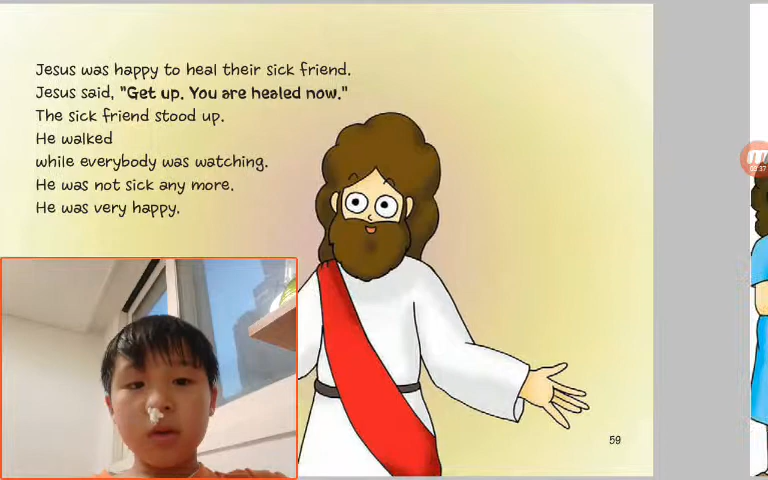 Jesus was happy to heal their sick friend.
Jesus said, "Get up. You are healed now."
The sick friend stood up.
He walked
while everybody was watching.
He was not sick any more.
He was very happy.
59